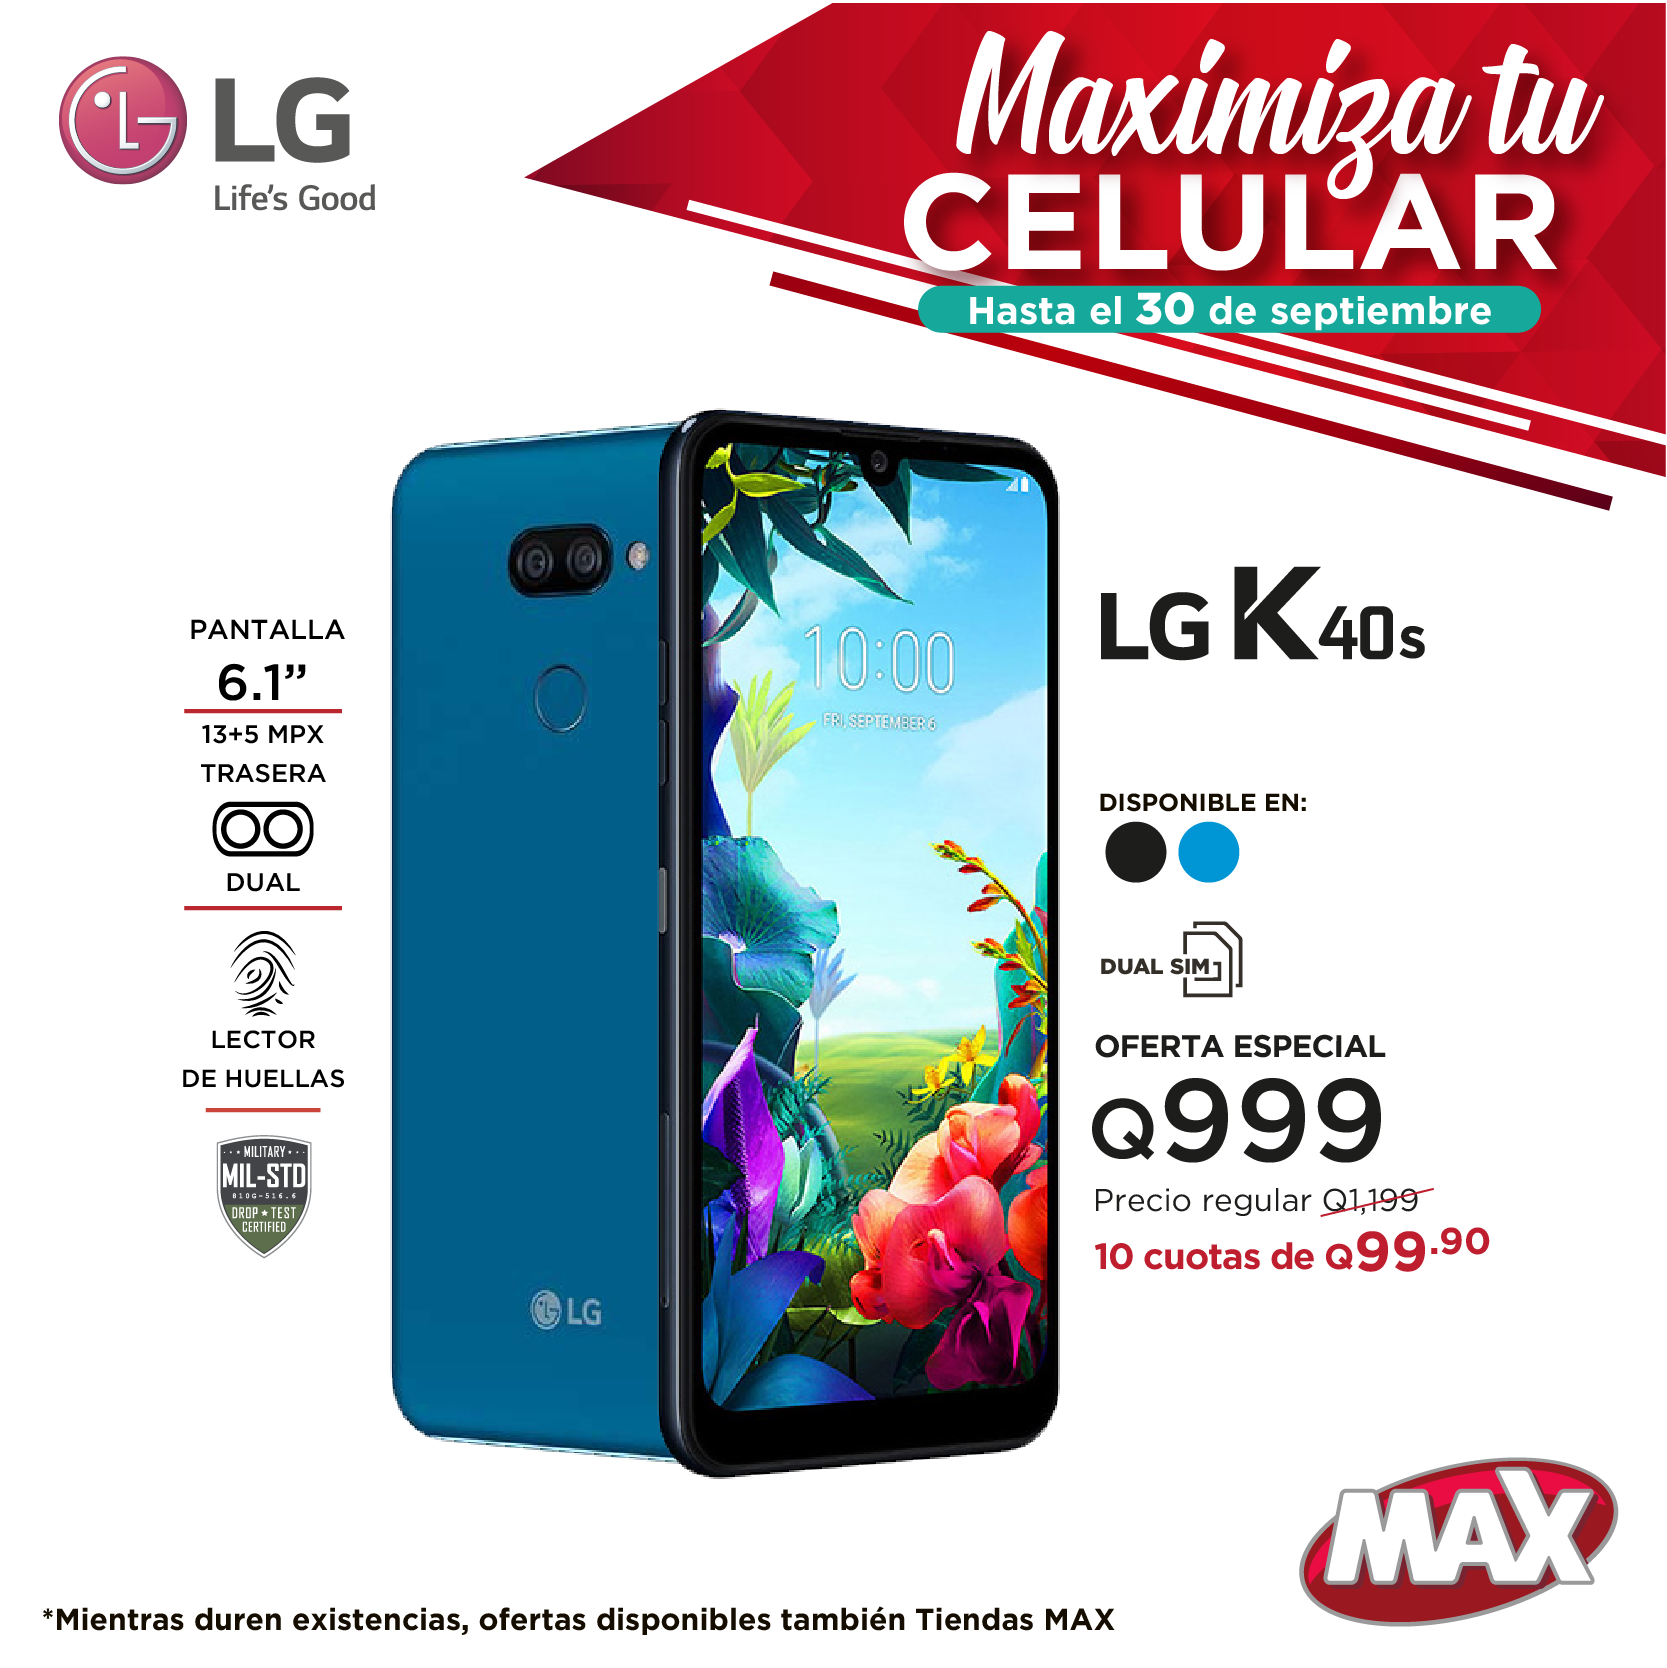 LG
Life's Good
Maximiza tu
CELULAR
Hasta el 30 de septiembre
PANTALLA
6.1”
13+5 MPX
TRASERA
DUAL
LECTOR
DE HUELLAS
MILITARY
MIL-STD
810G-516.6
DROP ★ TEST
CERTIFIED
LG
10:00
FRI, SEPTEMBER 6
LG K40s
DISPONIBLE EN:
DUAL SIM
OFERTA ESPECIAL
Q999
Precio regular Q1,199
10 cuotas de Q99.90
MAX
*Mientras duren existencias, ofertas disponibles también Tiendas MAX